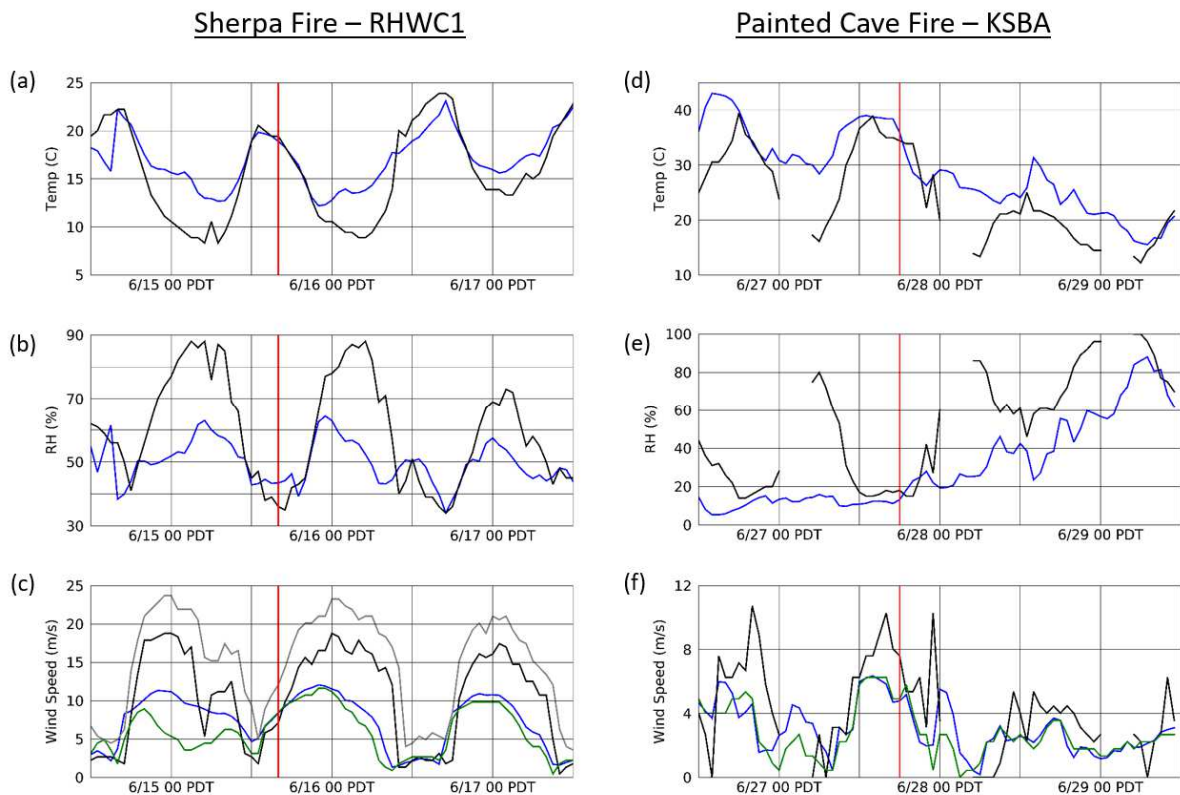 Sherpa Fire – RHWC1
Painted Cave Fire – KSBA
(a)
Temp (C)
25
20
15
10
5
6/15 00 PDT 6/16 00 PDT 6/17 00 PDT
(d)
Temp (C)
40
30
20
10
6/27 00 PDT 6/28 00 PDT 6/29 00 PDT
(b)
RH (%)
90
70
50
30
6/15 00 PDT 6/16 00 PDT 6/17 00 PDT
(e)
RH (%)
100
80
60
40
20
0
6/27 00 PDT 6/28 00 PDT 6/29 00 PDT
(c)
Wind Speed (m/s)
25
20
15
10
5
0
6/15 00 PDT 6/16 00 PDT 6/17 00 PDT
(f)
Wind Speed (m/s)
12
8
4
0
6/27 00 PDT 6/28 00 PDT 6/29 00 PDT